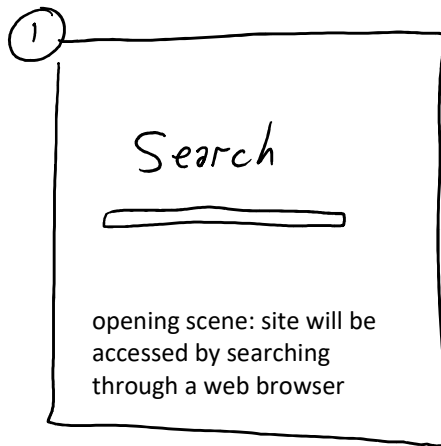 1
Search
opening scene: site will be
accessed by searching
through a web browser